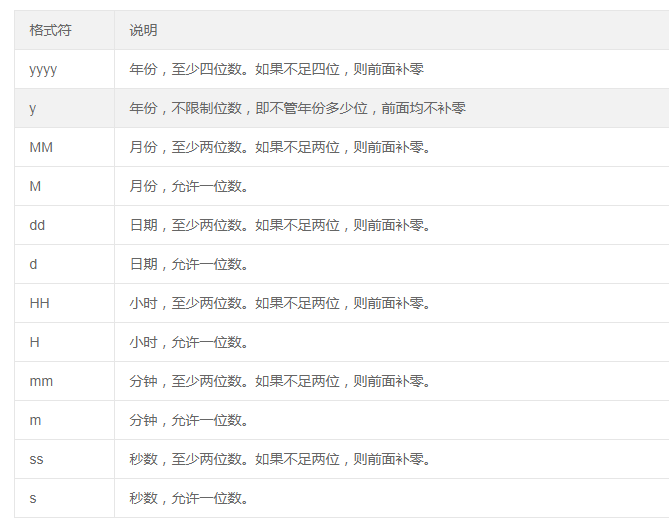 格式符 说明
yyyy 年份，至少四位数。如果不足四位，则前面补零
y 年份，不限制位数，即不管年份多少位，前面均不补零
MM 月份，至少两位数。如果不足两位，则前面补零。
M 月份，允许一位数。
dd 日期，至少两位数。如果不足两位，则前面补零。
d 日期，允许一位数。
HH 小时，至少两位数。如果不足两位，则前面补零。
H 小时，允许一位数。
mm 分钟，至少两位数。如果不足两位，则前面补零。
m 分钟，允许一位数。
ss 秒数，至少两位数。如果不足两位，则前面补零。
s 秒数，允许一位数。